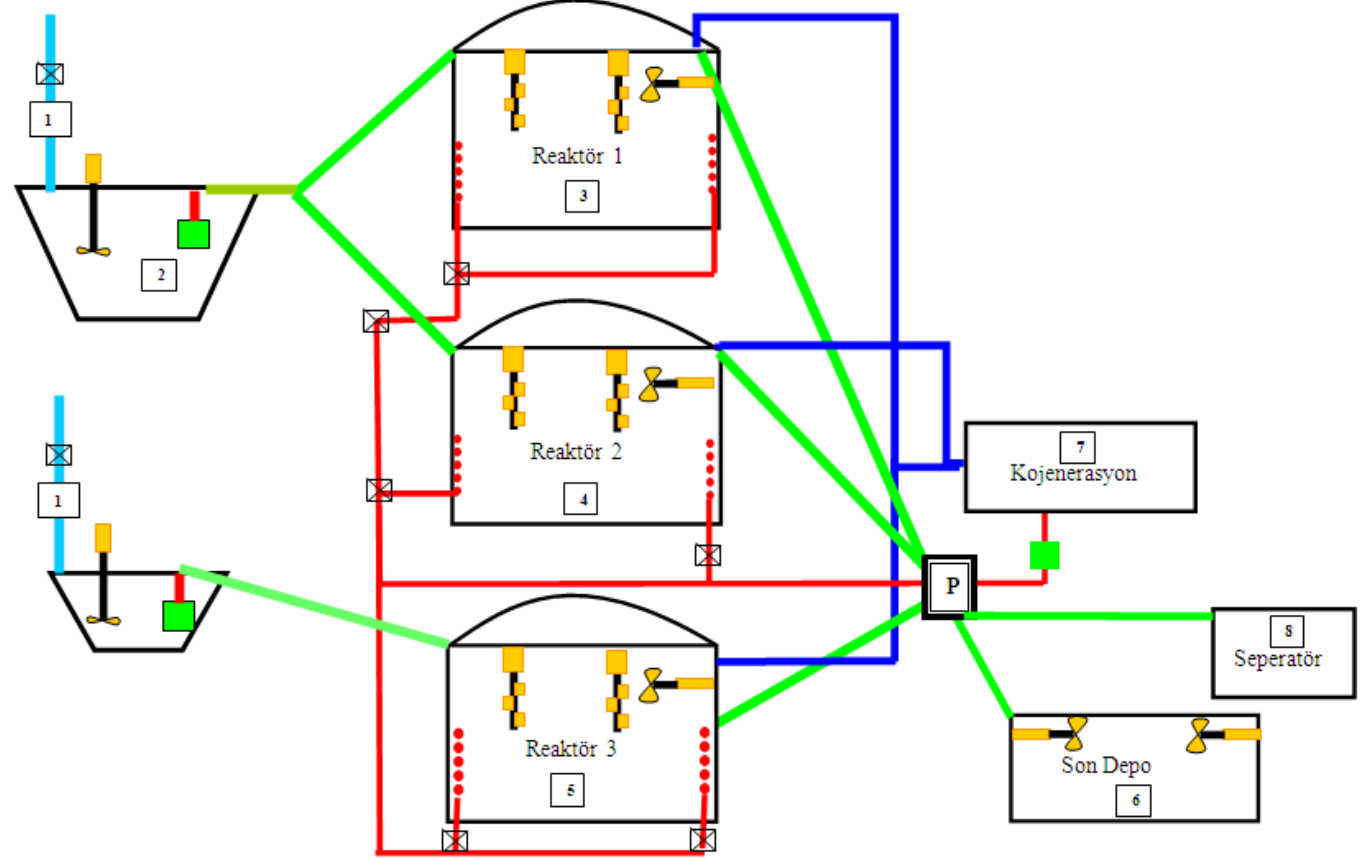 1
Reaktör 1
3
2
Reaktör 2
4
7
Kojenerasyon
1
P
8
Seperatör
Reaktör 3
5
Son Depo
6